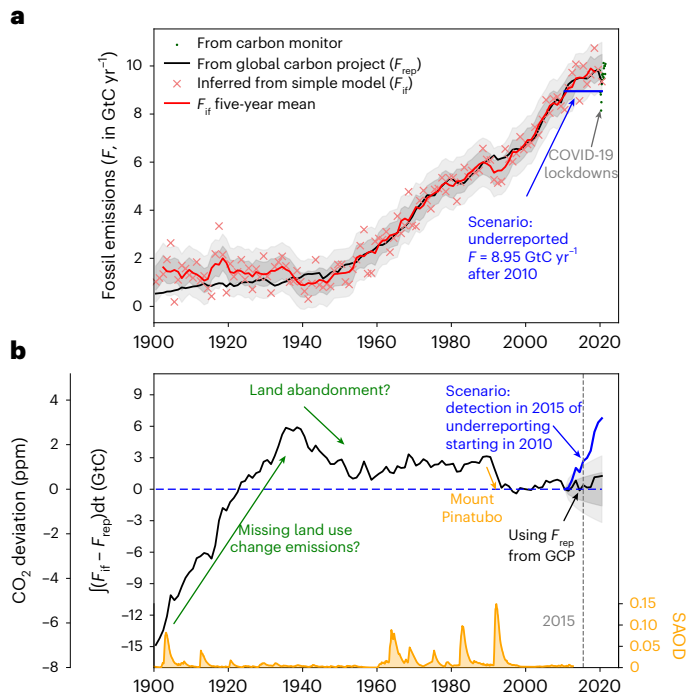 a
From carbon monitor
From global carbon project (F_rep)
Inferred from simple model (F_if)
F_if five-year mean
Fossil emissions (F, in GtC yr⁻¹)
10
8
6
4
2
0
COVID-19
lockdowns
Scenario:
underreported
F = 8.95 GtC yr⁻¹
after 2010
1900
1920
1940
1960
1980
2000
2020
b
CO₂ deviation (ppm)
4
2
0
−2
−4
−6
−8
∫(F_if − F_rep)dt (GtC)
9
6
3
0
−3
−6
−9
−12
−15
Land abandonment?
Missing land use
change emissions?
Scenario:
detection in 2015 of
underreporting
starting in 2010
Mount
Pinatubo
Using F_rep
from GCP
2015
0.15
0.10
0.05
0
SAOD
1900
1920
1940
1960
1980
2000
2020